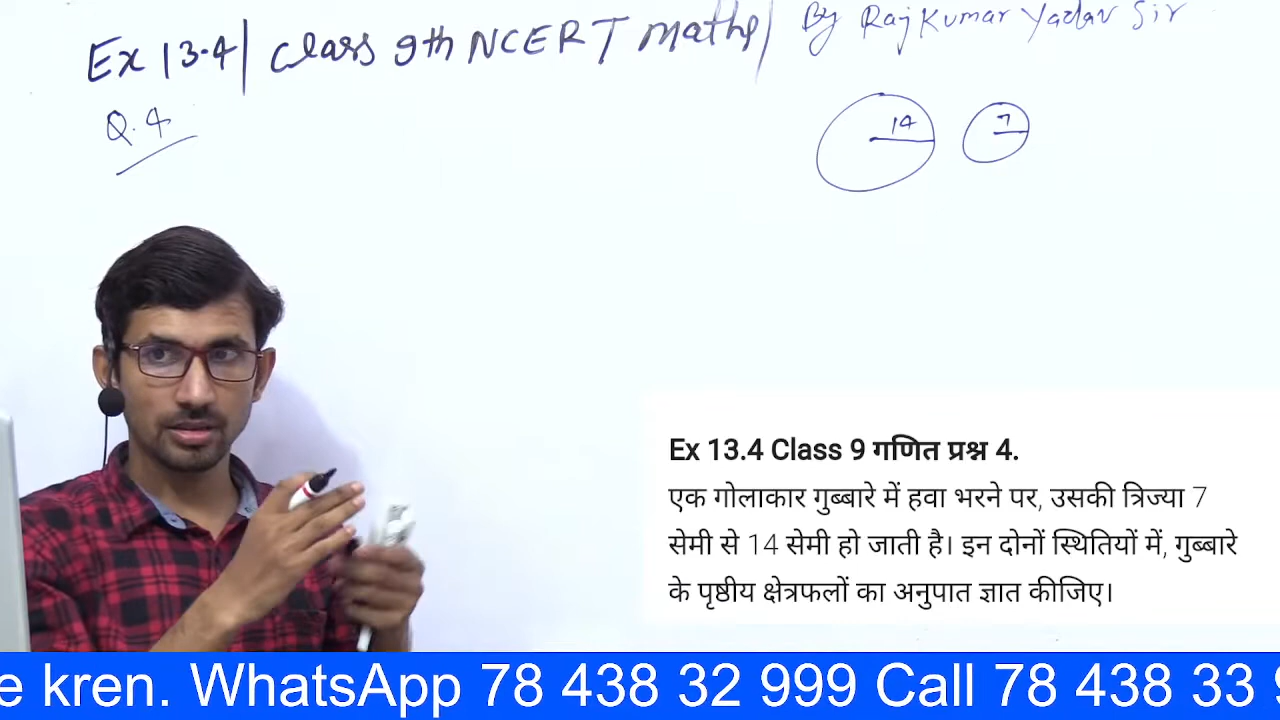 Ex 13.4 | Class 9th NCERT maths | By Raj Kumar Yadav Sir
Q.4
14
7
Ex 13.4 Class 9 गणित प्रश्न 4.
एक गोलाकार गुब्बारे में हवा भरने पर, उसकी त्रिज्या 7
सेमी से 14 सेमी हो जाती है। इन दोनों स्थितियों में, गुब्बारे
के पृष्ठीय क्षेत्रफलों का अनुपात ज्ञात कीजिए।
e kren. WhatsApp 78 438 32 999 Call 78 438 33 9